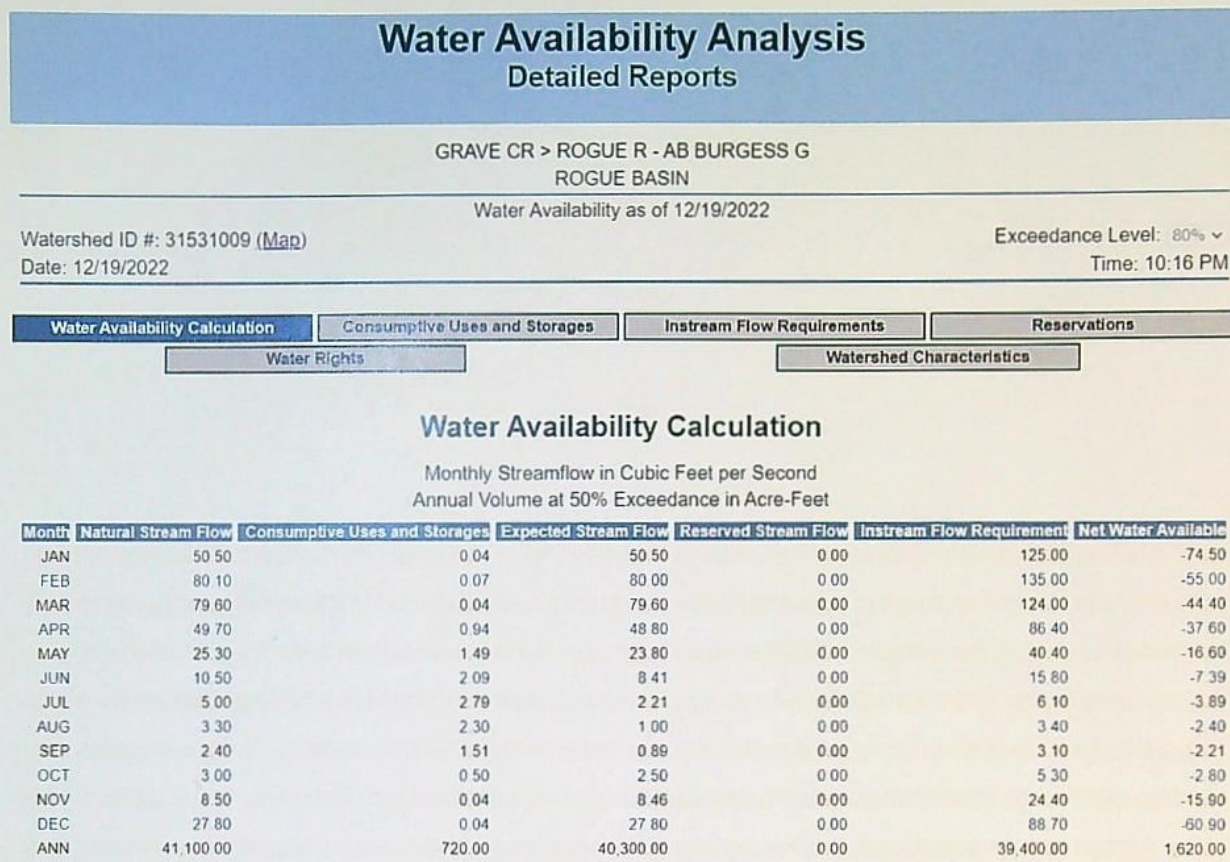 Water Availability Analysis
Detailed Reports
GRAVE CR > ROGUE R - AB BURGESS G
ROGUE BASIN
Water Availability as of 12/19/2022
Watershed ID #: 31531009 (Map) Exceedance Level: 80%
Date: 12/19/2022 Time: 10:16 PM
Water Availability Calculation Consumptive Uses and Storages Instream Flow Requirements Reservations
Water Rights Watershed Characteristics
Water Availability Calculation
Monthly Streamflow in Cubic Feet per Second
Annual Volume at 50% Exceedance in Acre-Feet
Month Natural Stream Flow Consumptive Uses and Storages Expected Stream Flow Reserved Stream Flow Instream Flow Requirement Net Water Available
JAN 50.50 0.04 50.50 0.00 125.00 -74.50
FEB 80.10 0.07 80.00 0.00 135.00 -55.00
MAR 79.60 0.04 79.60 0.00 124.00 -44.40
APR 49.70 0.94 48.80 0.00 86.40 -37.60
MAY 25.30 1.49 23.80 0.00 40.40 -16.60
JUN 10.50 2.09 8.41 0.00 15.80 -7.39
JUL 5.00 2.79 2.21 0.00 6.10 -3.89
AUG 3.30 2.30 1.00 0.00 3.40 -2.40
SEP 2.40 1.51 0.89 0.00 3.10 -2.21
OCT 3.00 0.50 2.50 0.00 5.30 -2.80
NOV 8.50 0.04 8.46 0.00 24.40 -15.90
DEC 27.80 0.04 27.80 0.00 88.70 -60.90
ANN 41,100.00 720.00 40,300.00 0.00 39,400.00 1,620.00